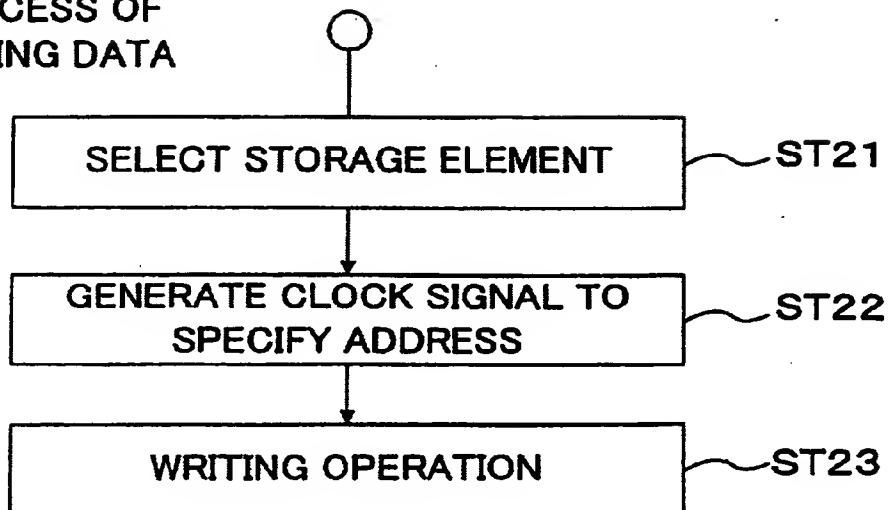 CESS OF
ING DATA
SELECT STORAGE ELEMENT
ST21
GENERATE CLOCK SIGNAL TO
SPECIFY ADDRESS
ST22
WRITING OPERATION
ST23